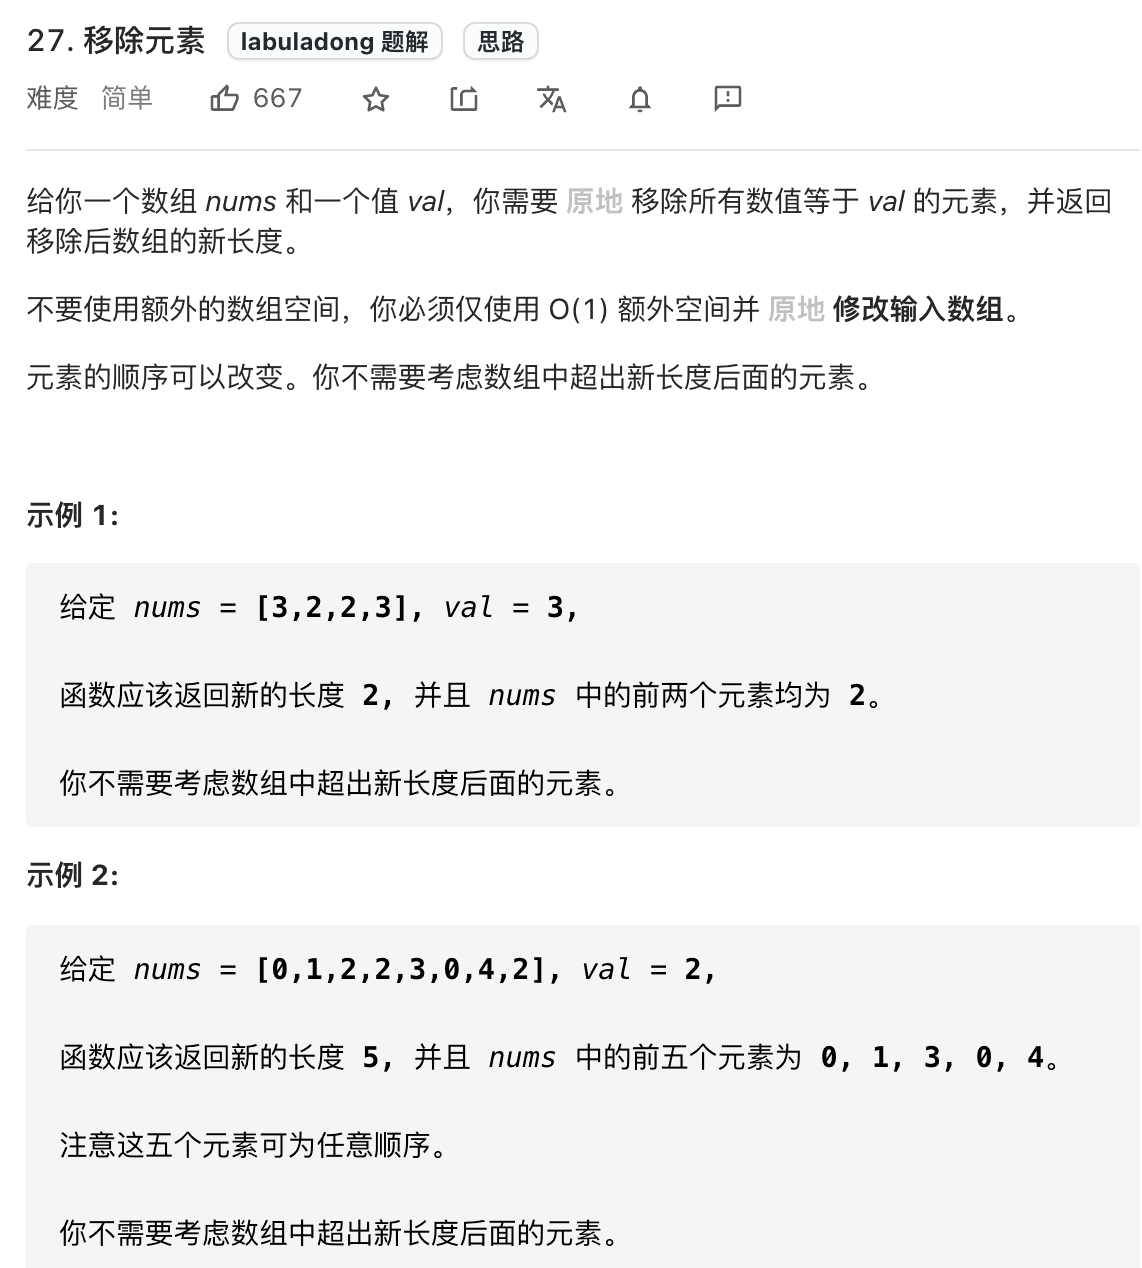 27. 移除元素 labuladong 题解 思路
难度 简单 667
给你一个数组 nums 和一个值 val，你需要 原地 移除所有数值等于 val 的元素，并返回
移除后数组的新长度。
不要使用额外的数组空间，你必须仅使用 O(1) 额外空间并 原地 修改输入数组。
元素的顺序可以改变。你不需要考虑数组中超出新长度后面的元素。
示例 1:
给定 nums = [3,2,2,3], val = 3,
函数应该返回新的长度 2, 并且 nums 中的前两个元素均为 2。
你不需要考虑数组中超出新长度后面的元素。
示例 2:
给定 nums = [0,1,2,2,3,0,4,2], val = 2,
函数应该返回新的长度 5, 并且 nums 中的前五个元素为 0, 1, 3, 0, 4。
注意这五个元素可为任意顺序。
你不需要考虑数组中超出新长度后面的元素。